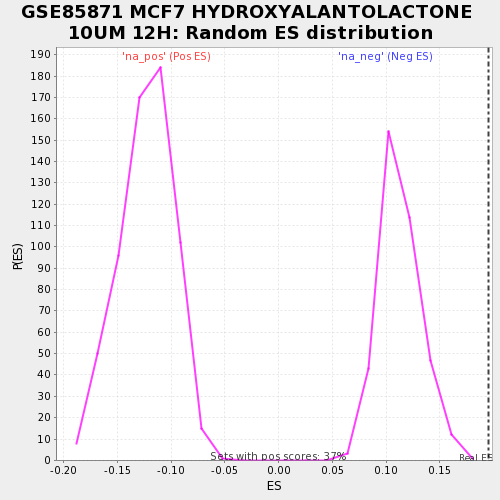 GSE85871 MCF7 HYDROXYALANTOLACTONE
10UM 12H: Random ES distribution
'na_pos' (Pos ES)
'na_neg' (Neg ES)
190
180
170
160
150
140
130
120
110
100
90
80
70
60
50
40
30
20
10
0
P(ES)
Sets with pos scores: 37%
Real ES
-0.20 -0.15 -0.10 -0.05 0.00 0.05 0.10 0.15
ES